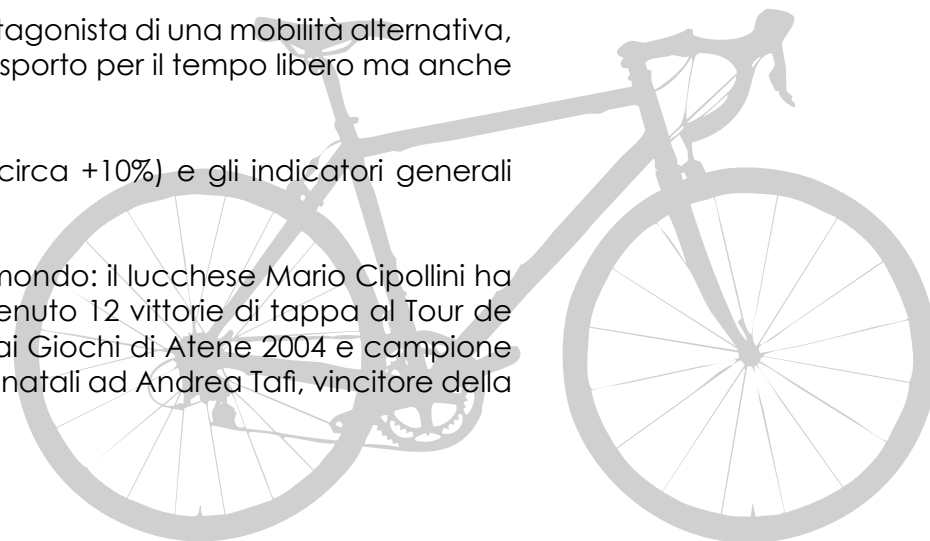 tagonista di una mobilità alternativa,
sporto per il tempo libero ma anche
circa +10%) e gli indicatori generali
mondo: il lucchese Mario Cipollini ha
enuto 12 vittorie di tappa al Tour de
ai Giochi di Atene 2004 e campione
natali ad Andrea Tafi, vincitore della